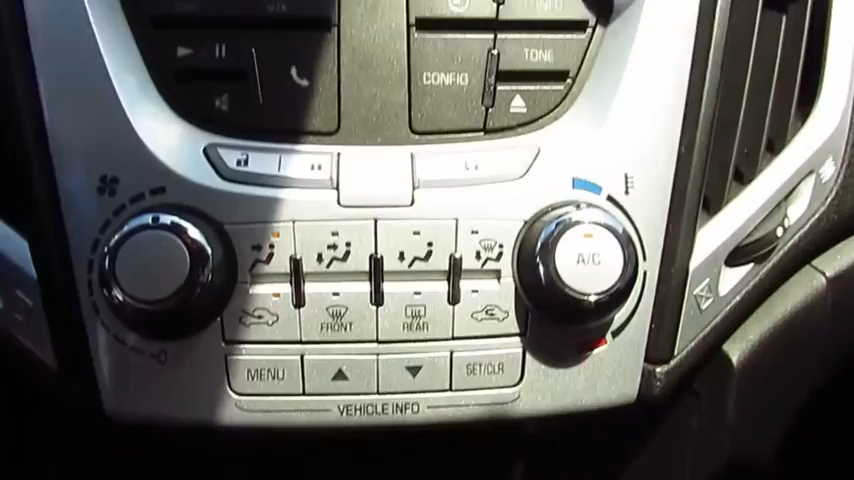 TONE
CONFIG
A/C
FRONT
REAR
MENU
SET/CLR
VEHICLE INFO